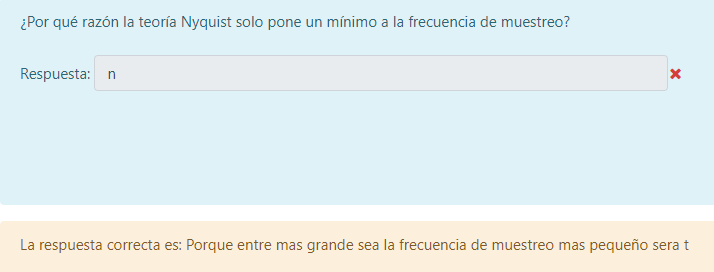 ¿Por qué razón la teoría Nyquist solo pone un mínimo a la frecuencia de muestreo?
Respuesta: n
La respuesta correcta es: Porque entre mas grande sea la frecuencia de muestreo mas pequeño sera t